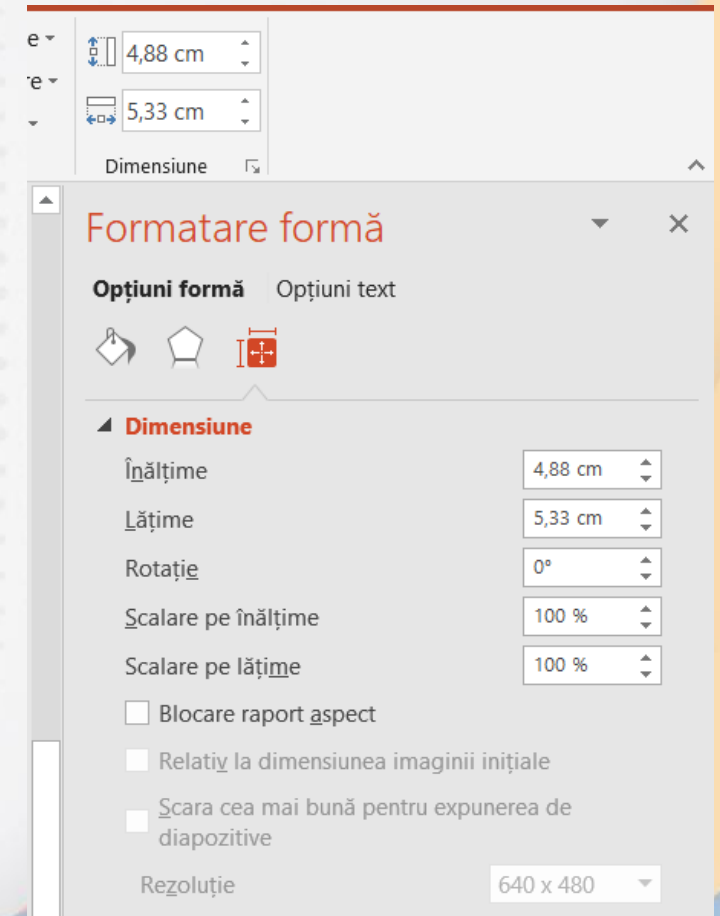 e
4,88 cm
re
5,33 cm
Dimensiune
Formatare formă
Opțiuni formă Opțiuni text
Dimensiune
Înălțime 4,88 cm
Lățime 5,33 cm
Rotație 0°
Scalare pe înălțime 100 %
Scalare pe lățime 100 %
Blocare raport aspect
Relativ la dimensiunea imaginii inițiale
Scara cea mai bună pentru expunerea de
diapozitive
Rezoluție 640 x 480